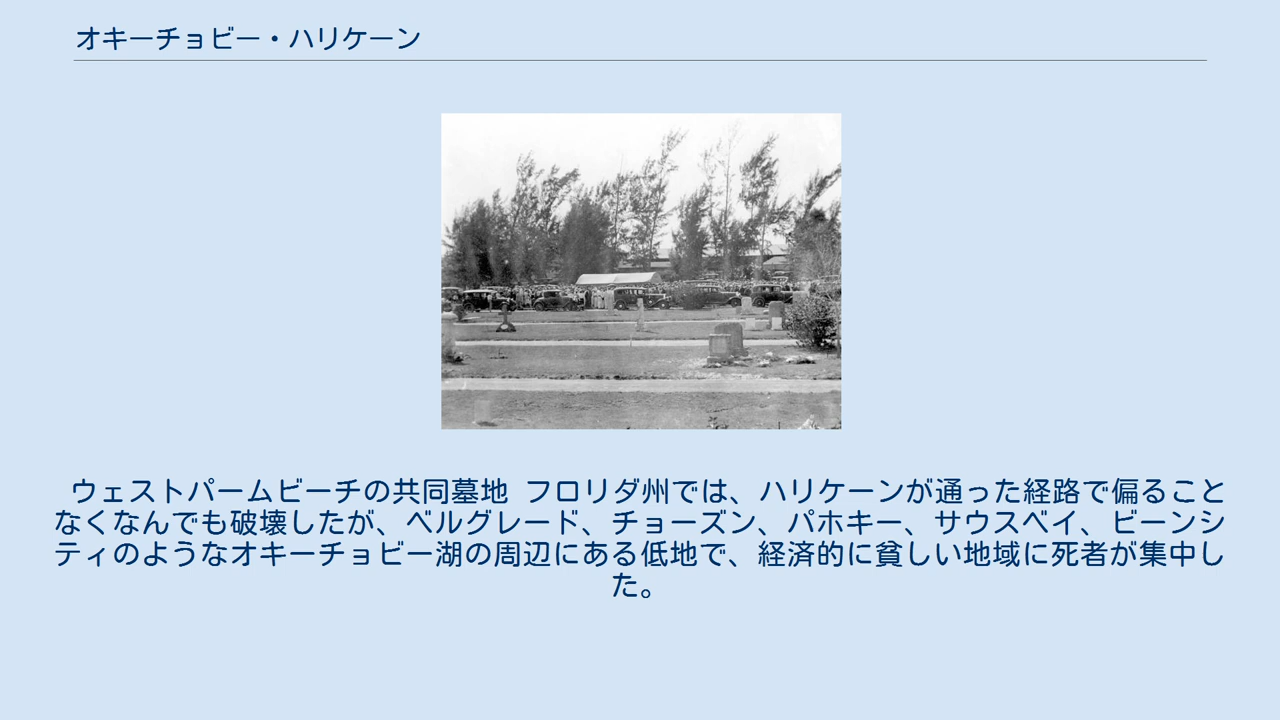 オキーチョビー・ハリケーン
ウェストパームビーチの共同墓地 フロリダ州では、ハリケーンが通った経路で偏ること
なくなんでも破壊したが、ベルグレード、チョーズン、パホキー、サウスベイ、ビーンシ
ティのようなオキーチョビー湖の周辺にある低地で、経済的に貧しい地域に死者が集中し
た。